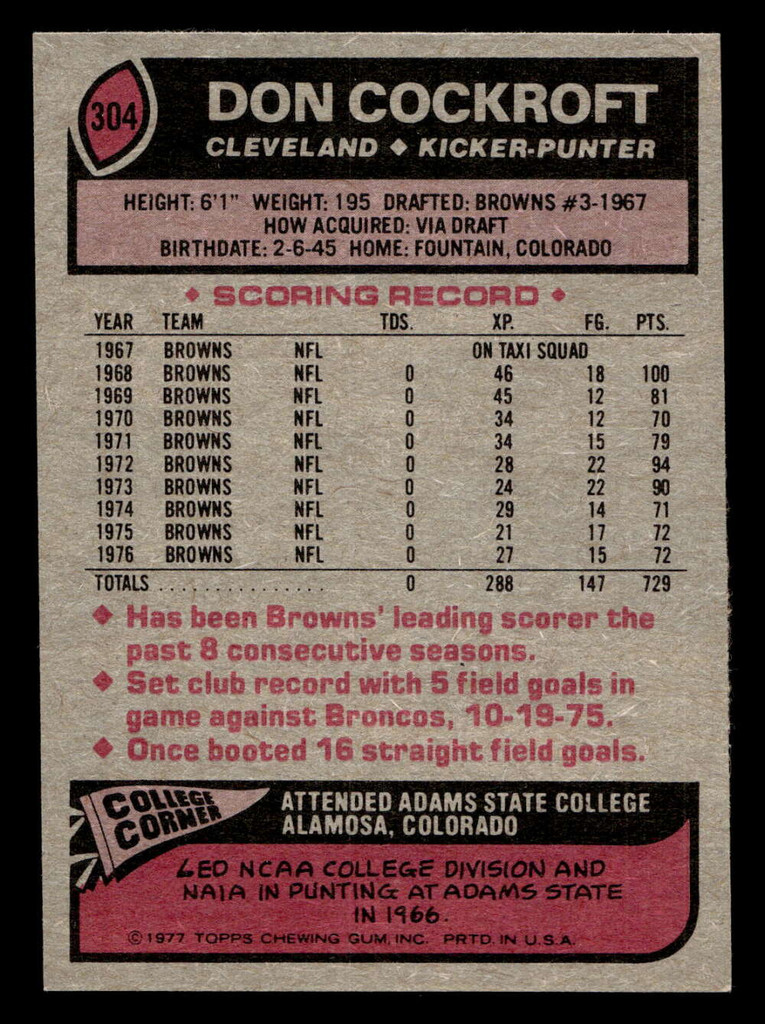 304
DON COCKROFT
CLEVELAND ◆ KICKER-PUNTER
HEIGHT: 6'1" WEIGHT: 195 DRAFTED: BROWNS #3-1967
HOW ACQUIRED: VIA DRAFT
BIRTHDATE: 2-6-45 HOME: FOUNTAIN, COLORADO
◆ SCORING RECORD ◆
YEAR TEAM TDS. XP. FG. PTS.
1967 BROWNS NFL ON TAXI SQUAD
1968 BROWNS NFL 0 46 18 100
1969 BROWNS NFL 0 45 12 81
1970 BROWNS NFL 0 34 12 70
1971 BROWNS NFL 0 34 15 79
1972 BROWNS NFL 0 28 22 94
1973 BROWNS NFL 0 24 22 90
1974 BROWNS NFL 0 29 14 71
1975 BROWNS NFL 0 21 17 72
1976 BROWNS NFL 0 27 15 72
TOTALS ................ 0 288 147 729
◆ Has been Browns' leading scorer the
past 8 consecutive seasons.
◆ Set club record with 5 field goals in
game against Broncos, 10-19-75.
◆ Once booted 16 straight field goals.
COLLEGE
CORNER
ATTENDED ADAMS STATE COLLEGE
ALAMOSA, COLORADO
LED NCAA COLLEGE DIVISION AND
NAIA IN PUNTING AT ADAMS STATE
IN 1966.
©1977 TOPPS CHEWING GUM, INC. PRTD. IN U.S.A.